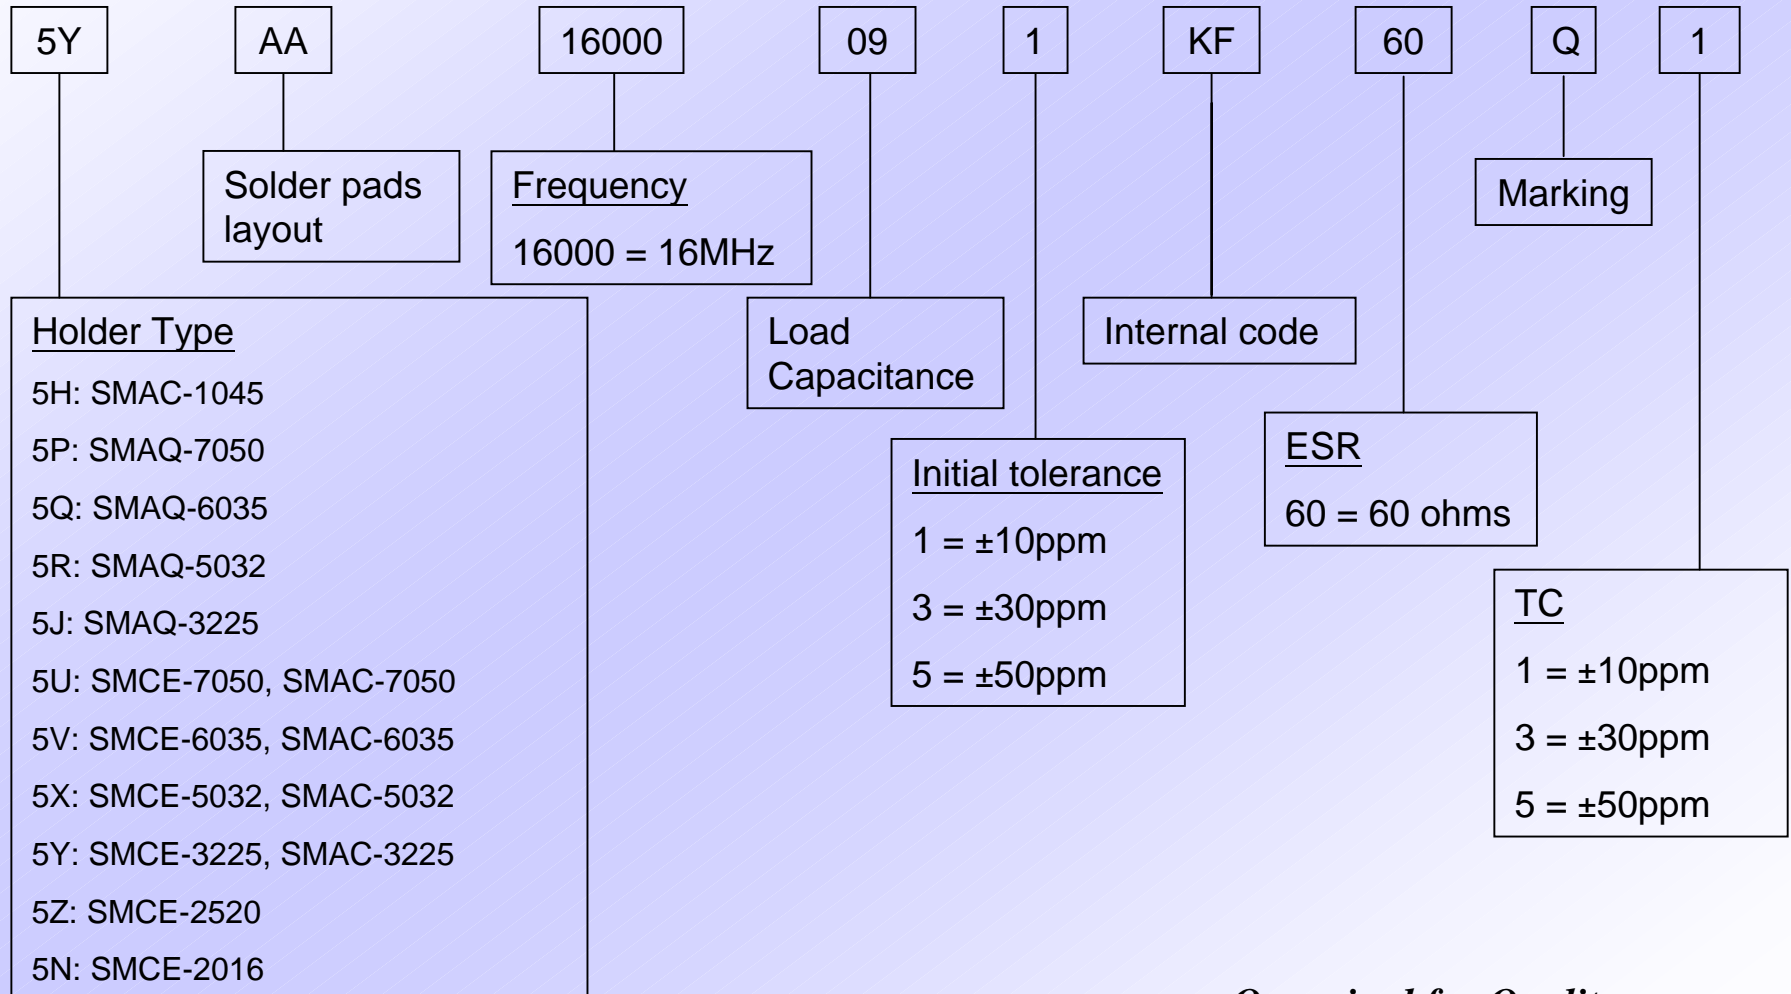 5Y AA 16000 09 1 KF 60 Q 1
Solder pads
layout
Frequency
16000 = 16MHz
Marking
Holder Type
5H: SMAC-1045
5P: SMAQ-7050
5Q: SMAQ-6035
5R: SMAQ-5032
5J: SMAQ-3225
5U: SMCE-7050, SMAC-7050
5V: SMCE-6035, SMAC-6035
5X: SMCE-5032, SMAC-5032
5Y: SMCE-3225, SMAC-3225
5Z: SMCE-2520
5N: SMCE-2016
Load
Capacitance
Internal code
Initial tolerance
1 = ±10ppm
3 = ±30ppm
5 = ±50ppm
ESR
60 = 60 ohms
TC
1 = ±10ppm
3 = ±30ppm
5 = ±50ppm
for